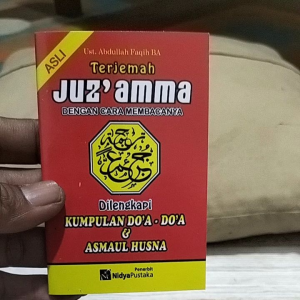 ASLI
Ust. Abdullah Faqih BA
Terjemah
JUZ'AMMA
DENGAN CARA MEMBACANYA
Dilengkapi
KUMPULAN DO'A - DO'A
&
ASMAUL HUSNA
Penerbit
NidyaPustaka